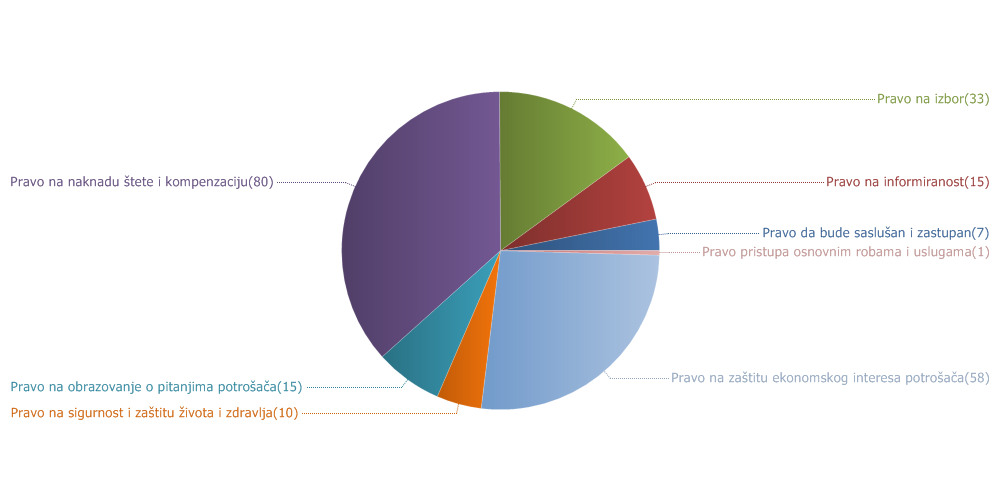 Pravo na izbor(33)
Pravo na naknadu štete i kompenzaciju(80)
Pravo na informiranost(15)
Pravo da bude saslušan i zastupan(7)
Pravo pristupa osnovnim robama i uslugama(1)
Pravo na zaštitu ekonomskog interesa potrošača(58)
Pravo na obrazovanje o pitanjima potrošača(15)
Pravo na sigurnost i zaštitu života i zdravlja(10)